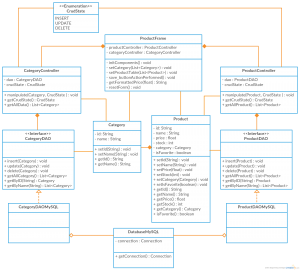 <<Enumeration>>
CrudState
INSERT
UPDATE
DELETE
ProductFrame
- productController : ProductController
- categoryController : CategoryController
- initComponents() : void
- setCategory(List<Category>) : void
- setProductTable(List<Product>) : void
- categoryComboBox(File) : String
- resetForm() : void
CategoryController
- dao : CategoryDAO
- crudState : CrudState
+ manipulate(Category, CrudState) : void
+ getCrudState() : CrudState
+ getAllData() : List<Category>
ProductController
- dao : ProductDAO
- crudState : CrudState
+ manipulate(Product, CrudState) : void
+ getCrudState() : CrudState
+ getAllProduct() : List<Product>
Category
- id : String
- name : String
+ setId(String) : void
+ setName(String) : void
+ getId() : String
+ getName() : String
Product
- id : String
- name : String
- price : float
- stock : int
- category : Category
- isFavorite : boolean
+ setId(String) : void
+ setName(String) : void
+ setPrice(float) : void
+ setStock(int) : void
+ setCategory(Category) : void
+ setIsFavorite(boolean) : void
+ getId() : String
+ getName() : String
+ getPrice() : float
+ getStock() : int
+ getCategory() : Category
+ isFavorite() : boolean
<<Interface>>
CategoryDAO
+ insert(Category) : void
+ update(Category) : void
+ delete(Category) : void
+ getAllCategory() : List<Category>
+ getById(String) : Category
+ getByName(String) : List<Category>
<<Interface>>
ProductDAO
+ insert(Product) : void
+ update(Product) : void
+ delete(Product) : void
+ getAllProduct() : List<Product>
+ getById(String) : Product
+ getByName(String) : List<Product>
CategoryDAOMySQL
ProductDAOMySQL
DatabaseMySQL
- connection : Connection
+ getConnection() : Connection